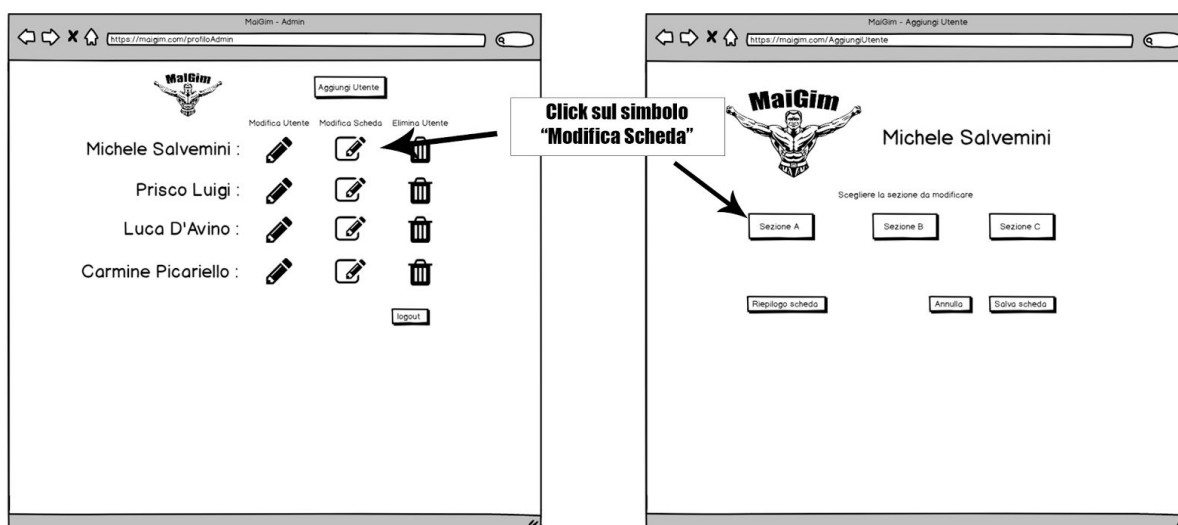 MaiGim - Admin
https://maigim.com/profiloAdmin
MaiGim
Aggiungi Utente
Modifica Utente Modifica Scheda Elimina Utente
Michele Salvemini :
Prisco Luigi :
Luca D'Avino :
Carmine Picariello :
logout
Click sul simbolo
“Modifica Scheda”
MaiGim - Aggiungi Utente
https://maigim.com/AggiungiUtente
MaiGim
Michele Salvemini
Scegliere la sezione da modificare
Sezione A Sezione B Sezione C
Riepilogo scheda Annulla Salva scheda